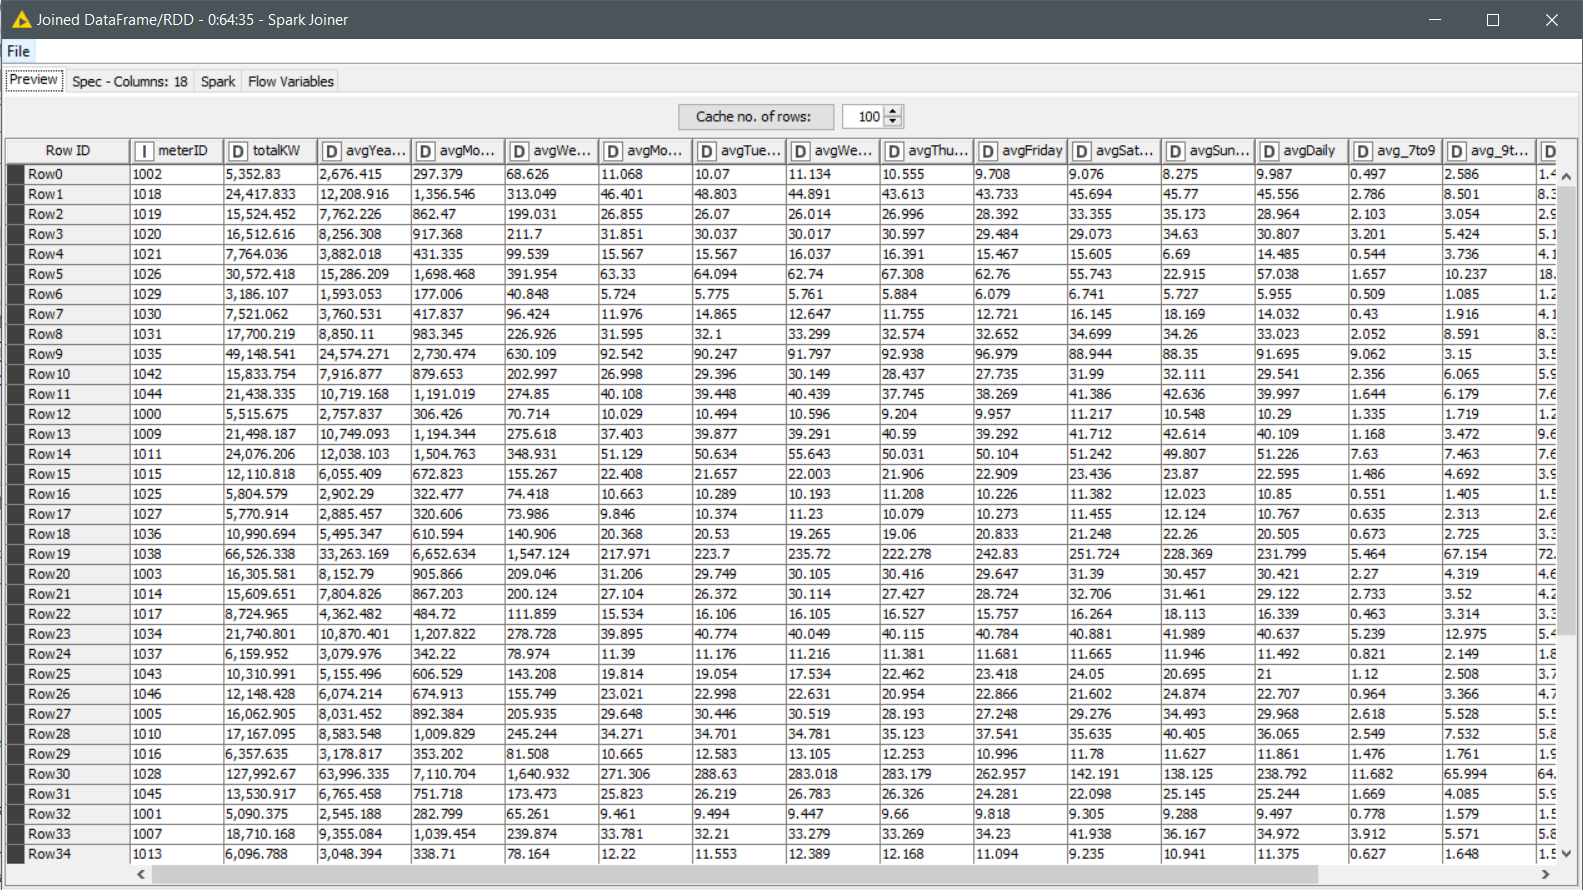 Joined DataFrame/RDD - 0:64:35 - Spark Joiner
File
Preview Spec - Columns: 18 Spark Flow Variables
Cache no. of rows: 100
Row ID I meterID D totalKW D avgYea... D avgMo... D avgWe... D avgMo... D avgTue... D avgWe... D avgThu... D avgFriday D avgSat... D avgSun... D avgDaily D avg_7to9 D avg_9t... D
Row0 1002 5,352.83 2,676.415 297.379 68.626 11.068 10.07 11.134 10.555 9.708 9.076 8.275 9.987 0.497 2.586 1.4
Row1 1018 24,417.833 12,208.916 1,356.546 313.049 46.401 48.803 44.891 43.613 43.733 45.694 45.77 45.556 2.786 8.501 8.3
Row2 1019 15,524.452 7,762.226 862.47 199.031 26.855 26.07 26.014 26.996 28.392 33.355 35.173 28.964 2.103 3.054 2.9
Row3 1020 16,512.616 8,256.308 917.368 211.7 31.851 30.037 30.017 30.597 29.484 29.073 34.63 30.807 3.201 5.424 5.1
Row4 1021 7,764.036 3,882.018 431.335 99.539 15.567 15.567 16.037 16.391 15.467 15.605 6.69 14.485 0.544 3.736 4.1
Row5 1026 30,572.418 15,286.209 1,698.468 391.954 63.33 64.094 62.74 67.308 62.76 55.743 22.915 57.038 1.657 10.237 18.
Row6 1029 3,186.107 1,593.053 177.006 40.848 5.724 5.775 5.761 5.884 6.079 6.741 5.727 5.955 0.509 1.085 1.2
Row7 1030 7,521.062 3,760.531 417.837 96.424 11.976 14.865 12.647 11.755 12.721 16.145 18.169 14.032 0.43 1.916 4.1
Row8 1031 17,700.219 8,850.11 983.345 226.926 31.595 32.1 33.299 32.574 32.652 34.699 34.26 33.023 2.052 8.591 8.3
Row9 1035 49,148.541 24,574.271 2,730.474 630.109 92.542 90.247 91.797 92.938 96.979 88.944 88.35 91.695 9.062 3.15 3.5
Row10 1042 15,833.754 7,916.877 879.653 202.997 26.998 29.396 30.149 28.437 27.735 31.99 32.111 29.541 2.356 6.065 5.9
Row11 1044 21,438.335 10,719.168 1,191.019 274.85 40.108 39.448 40.439 37.745 38.269 41.386 42.636 39.997 1.644 6.179 7.6
Row12 1000 5,515.675 2,757.837 306.426 70.714 10.029 10.494 10.596 9.204 9.957 11.217 10.548 10.29 1.335 1.719 1.2
Row13 1009 21,498.187 10,749.093 1,194.344 275.618 37.403 39.877 39.291 40.59 39.292 41.712 42.614 40.109 1.168 3.472 9.6
Row14 1011 24,076.206 12,038.103 1,504.763 348.931 51.129 50.634 55.643 50.031 50.104 51.242 49.807 51.226 7.63 7.463 7.6
Row15 1015 12,110.818 6,055.409 672.823 155.267 22.408 21.657 22.003 21.906 22.909 23.436 23.87 22.595 1.486 4.692 3.9
Row16 1025 5,804.579 2,902.29 322.477 74.418 10.663 10.289 10.193 11.208 10.226 11.382 12.023 10.85 0.551 1.405 1.5
Row17 1027 5,770.914 2,885.457 320.606 73.986 9.846 10.374 11.23 10.079 10.273 11.455 12.124 10.767 0.635 2.313 2.6
Row18 1036 10,990.694 5,495.347 610.594 140.906 20.368 20.53 19.265 19.06 20.833 21.248 22.26 20.505 0.673 2.725 3.3
Row19 1038 66,526.338 33,263.169 6,652.634 1,547.124 217.971 223.7 235.72 222.278 242.83 251.724 228.369 231.799 5.464 67.154 72.
Row20 1003 16,305.581 8,152.79 905.866 209.046 31.206 29.749 30.105 30.416 29.647 31.39 30.457 30.421 2.27 4.319 4.6
Row21 1014 15,609.651 7,804.826 867.203 200.124 27.104 26.372 30.114 27.427 28.724 32.706 31.461 29.122 2.733 3.52 4.2
Row22 1017 8,724.965 4,362.482 484.72 111.859 15.534 16.106 16.105 16.527 15.757 16.264 18.113 16.339 0.463 3.314 3.3
Row23 1034 21,740.801 10,870.401 1,207.822 278.728 39.895 40.774 40.049 40.115 40.784 40.881 41.989 40.637 5.239 12.975 5.4
Row24 1037 6,159.952 3,079.976 342.22 78.974 11.39 11.176 11.216 11.381 11.681 11.665 11.946 11.492 0.821 2.149 1.8
Row25 1043 10,310.991 5,155.496 606.529 143.208 19.814 19.054 17.534 22.462 23.418 24.05 20.695 21 1.12 2.508 3.7
Row26 1046 12,148.428 6,074.214 674.913 155.749 23.021 22.998 22.631 20.954 22.866 21.602 24.874 22.707 0.964 3.366 4.7
Row27 1005 16,062.905 8,031.452 892.384 205.935 29.648 30.446 30.519 28.193 27.248 29.276 34.493 29.968 2.618 5.528 5.5
Row28 1010 17,167.095 8,583.548 1,009.829 245.244 34.271 34.701 34.781 35.123 37.541 35.635 40.405 36.065 2.549 7.532 5.8
Row29 1016 6,357.635 3,178.817 353.202 81.508 10.665 12.583 13.105 12.253 10.996 11.78 11.627 11.861 1.476 1.761 1.9
Row30 1028 127,992.67 63,996.335 7,110.704 1,640.932 271.306 288.63 283.018 283.179 262.957 142.191 138.125 238.792 11.682 65.994 64.
Row31 1045 13,530.917 6,765.458 751.718 173.473 25.823 26.219 26.783 26.326 24.281 22.098 25.145 25.244 1.669 4.085 5.9
Row32 1001 5,090.375 2,545.188 282.799 65.261 9.461 9.494 9.447 9.66 9.818 9.305 9.288 9.497 0.778 1.579 1.5
Row33 1007 18,710.168 9,355.084 1,039.454 239.874 33.781 32.21 33.279 33.269 34.23 41.938 36.167 34.972 3.912 5.571 5.8
Row34 1013 6,096.788 3,048.394 338.71 78.164 12.22 11.553 12.389 12.168 11.094 9.235 10.941 11.375 0.627 1.648 1.5